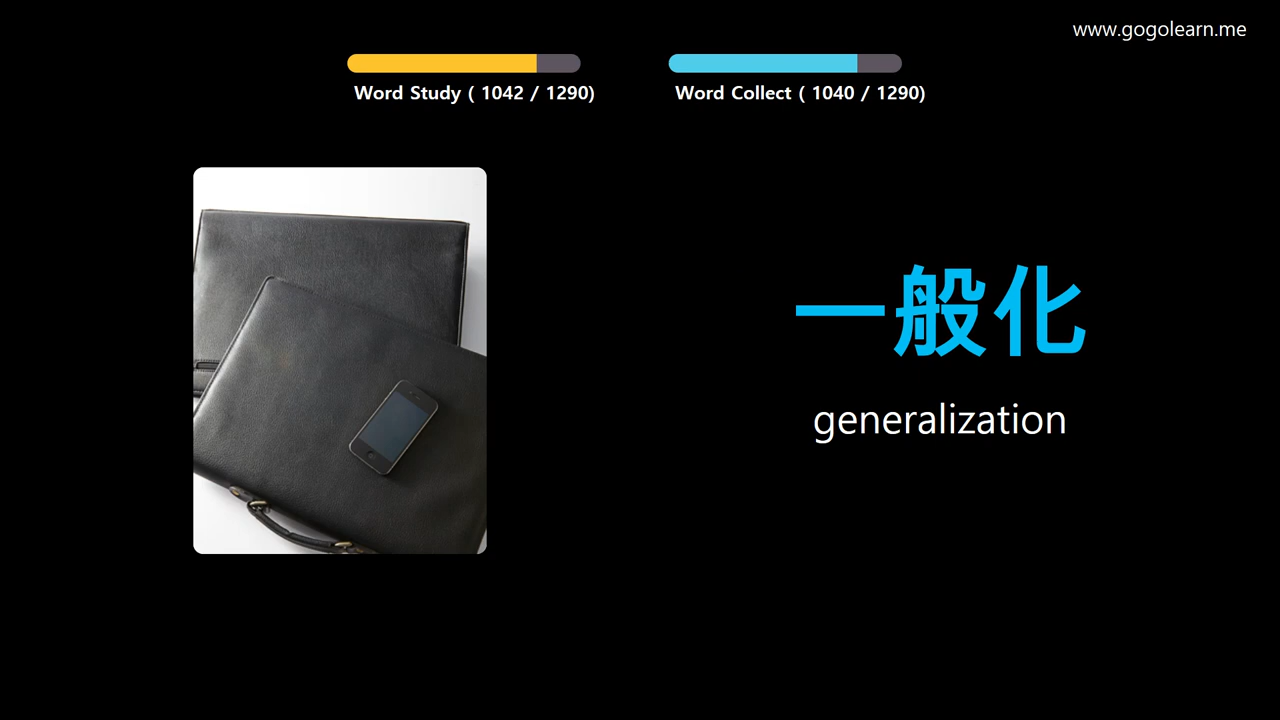 www.gogolearn.me
Word Study ( 1042 / 1290)
Word Collect ( 1040 / 1290)
一般化
generalization